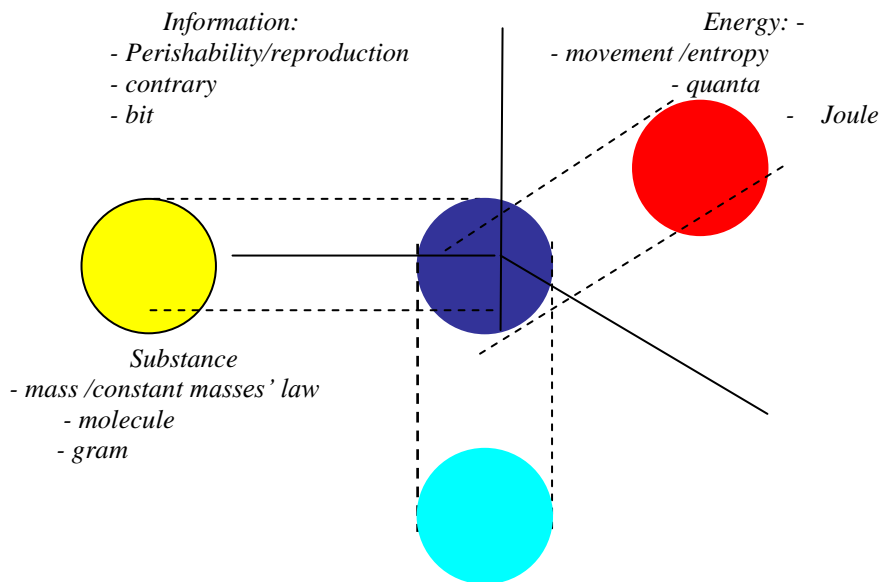 Information:
- Perishability/reproduction
- contrary
- bit
Energy: -
- movement /entropy
- quanta
- Joule
Substance
- mass /constant masses’ law
- molecule
- gram